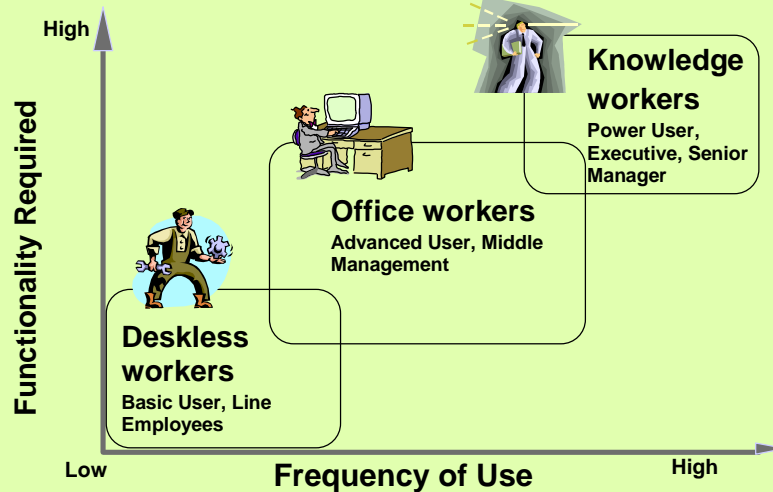 High
Functionality Required
Knowledge
workers
Power User,
Executive, Senior
Manager
Office workers
Advanced User, Middle
Management
Deskless
workers
Basic User, Line
Employees
Low
Frequency of Use
High